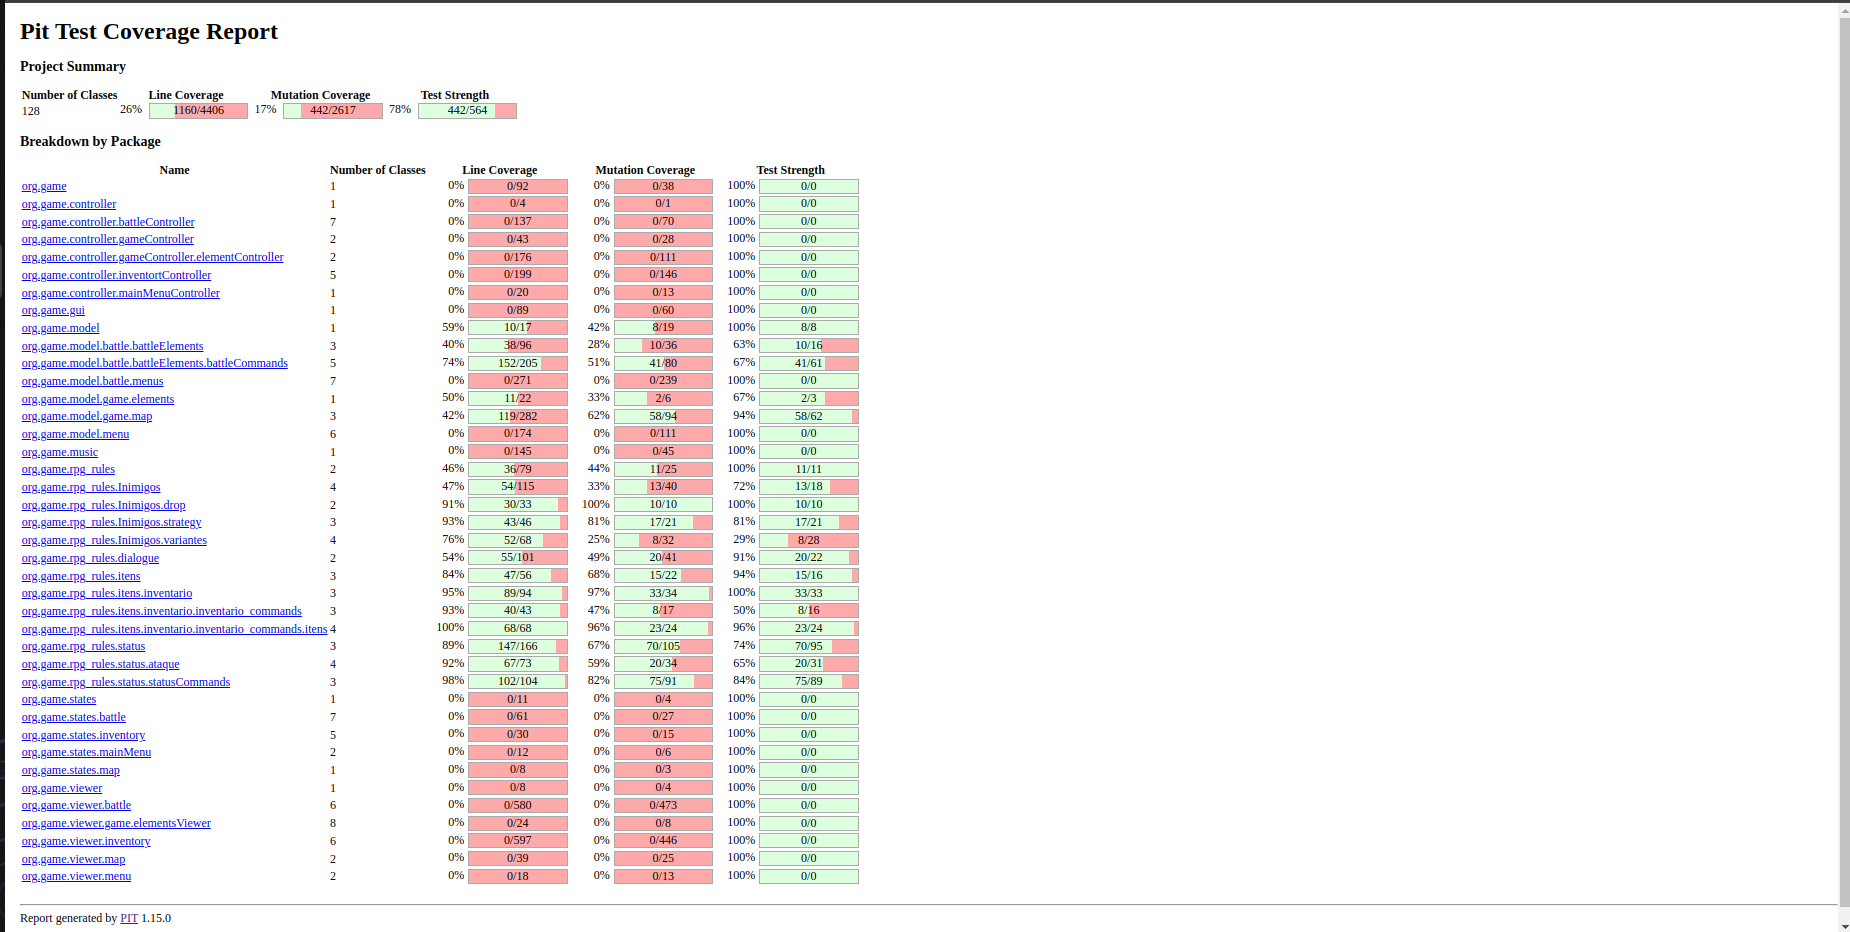 Pit Test Coverage Report
Project Summary
Number of Classes Line Coverage Mutation Coverage Test Strength
128 26% 1160/4406 17% 442/2617 78% 442/564
Breakdown by Package
Name Number of Classes Line Coverage Mutation Coverage Test Strength
org.game 1 0% 0/92 0% 0/38 100% 0/0
org.game.controller 1 0% 0/4 0% 0/1 100% 0/0
org.game.controller.battleController 7 0% 0/137 0% 0/70 100% 0/0
org.game.controller.gameController 2 0% 0/43 0% 0/28 100% 0/0
org.game.controller.gameController.elementController 2 0% 0/176 0% 0/111 100% 0/0
org.game.controller.inventortController 5 0% 0/199 0% 0/146 100% 0/0
org.game.controller.mainMenuController 1 0% 0/20 0% 0/13 100% 0/0
org.game.gui 1 0% 0/89 0% 0/60 100% 0/0
org.game.model 1 59% 10/17 42% 8/19 100% 8/8
org.game.model.battle.battleElements 3 40% 38/96 28% 10/36 63% 10/16
org.game.model.battle.battleElements.battleCommands 5 74% 152/205 51% 41/80 67% 41/61
org.game.model.battle.menus 7 0% 0/271 0% 0/239 100% 0/0
org.game.model.game.elements 1 50% 11/22 33% 2/6 67% 2/3
org.game.model.game.map 3 42% 119/282 62% 58/94 94% 58/62
org.game.model.menu 6 0% 0/174 0% 0/111 100% 0/0
org.game.music 1 0% 0/145 0% 0/45 100% 0/0
org.game.rpg_rules 2 46% 36/79 44% 11/25 100% 11/11
org.game.rpg_rules.Inimigos 4 47% 54/115 33% 13/40 72% 13/18
org.game.rpg_rules.Inimigos.drop 2 91% 30/33 100% 10/10 100% 10/10
org.game.rpg_rules.Inimigos.strategy 3 93% 43/46 81% 17/21 81% 17/21
org.game.rpg_rules.Inimigos.variantes 4 76% 52/68 25% 8/32 29% 8/28
org.game.rpg_rules.dialogue 2 54% 55/101 49% 20/41 91% 20/22
org.game.rpg_rules.itens 3 84% 47/56 68% 15/22 94% 15/16
org.game.rpg_rules.itens.inventario 3 95% 89/94 97% 33/34 100% 33/33
org.game.rpg_rules.itens.inventario.inventario_commands 3 93% 40/43 47% 8/17 50% 8/16
org.game.rpg_rules.itens.inventario.inventario_commands.itens 4 100% 68/68 96% 23/24 96% 23/24
org.game.rpg_rules.status 3 89% 147/166 67% 70/105 74% 70/95
org.game.rpg_rules.status.ataque 4 92% 67/73 59% 20/34 65% 20/31
org.game.rpg_rules.status.statusCommands 3 98% 102/104 82% 75/91 84% 75/89
org.game.states 1 0% 0/11 0% 0/4 100% 0/0
org.game.states.battle 7 0% 0/61 0% 0/27 100% 0/0
org.game.states.inventory 5 0% 0/30 0% 0/15 100% 0/0
org.game.states.mainMenu 2 0% 0/12 0% 0/6 100% 0/0
org.game.states.map 1 0% 0/8 0% 0/3 100% 0/0
org.game.viewer 1 0% 0/8 0% 0/4 100% 0/0
org.game.viewer.battle 6 0% 0/580 0% 0/473 100% 0/0
org.game.viewer.game.elementsViewer 8 0% 0/24 0% 0/8 100% 0/0
org.game.viewer.inventory 6 0% 0/597 0% 0/446 100% 0/0
org.game.viewer.map 2 0% 0/39 0% 0/25 100% 0/0
org.game.viewer.menu 2 0% 0/18 0% 0/13 100% 0/0
Report generated by PIT 1.15.0